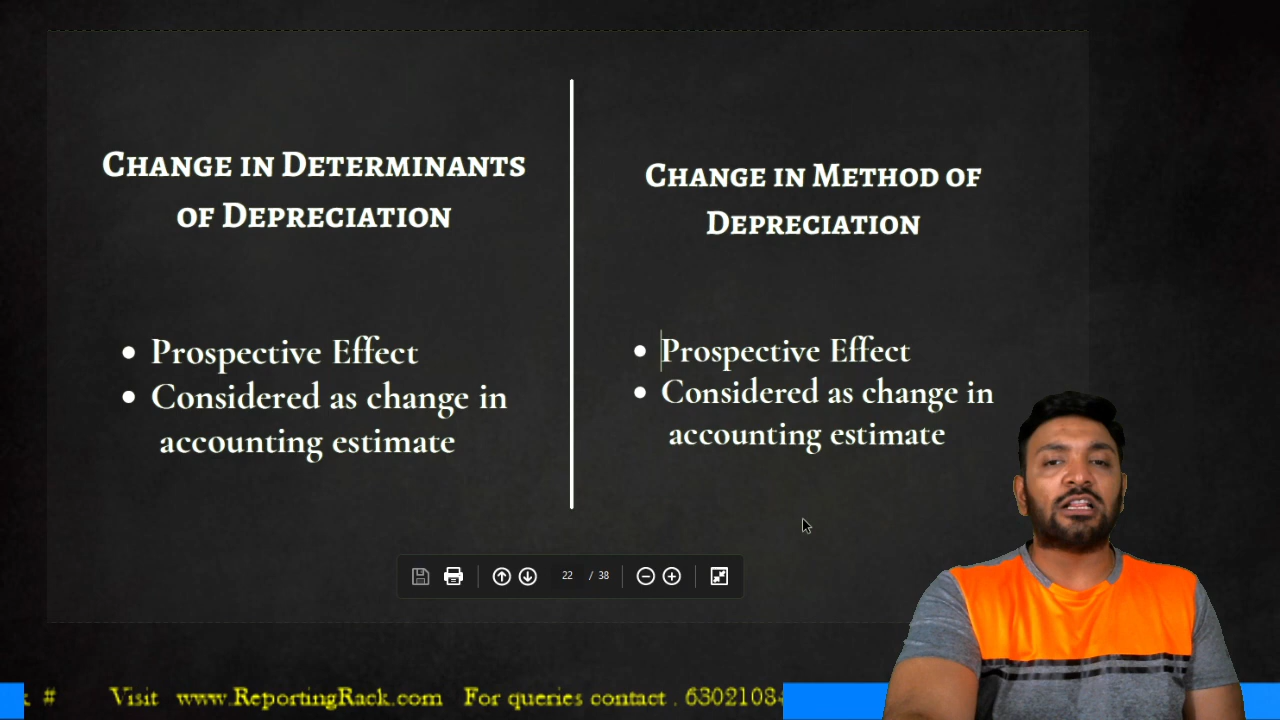 Change in Determinants
of Depreciation
Prospective Effect
Considered as change in
accounting estimate
Change in Method of
Depreciation
Prospective Effect
Considered as change in
accounting estimate
22 / 38
# Visit www.ReportingRack.com For queries contact . 6302108